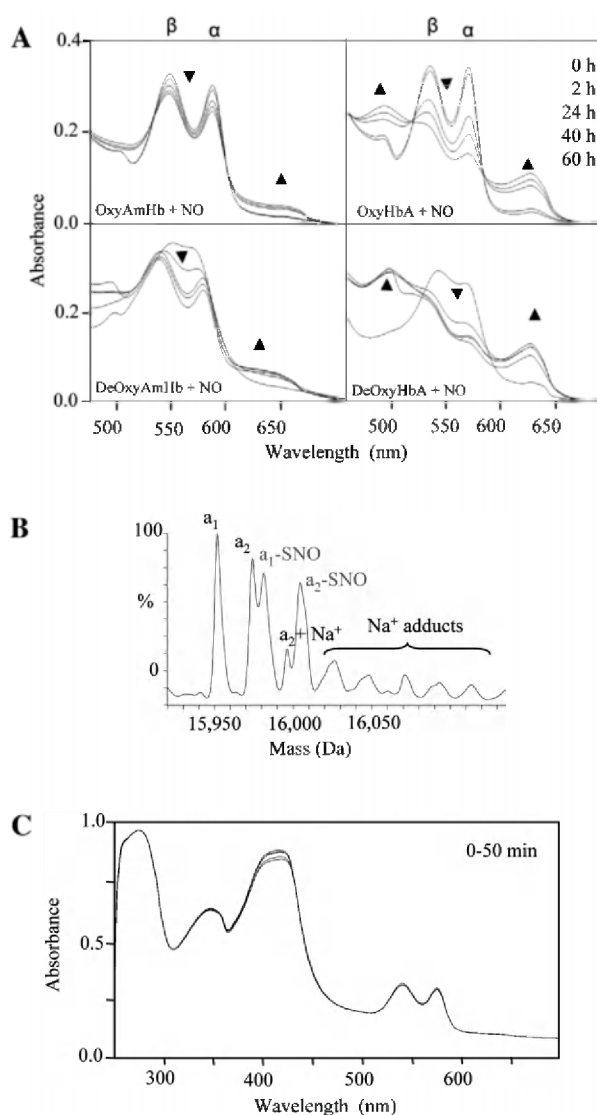 A
β α β α
0.4
0.2
0.0
0.2
0.0
Absorbance
OxyAmHb + NO
OxyHbA + NO
0 h
2 h
24 h
40 h
60 h
DeOxyAmHb + NO
DeOxyHbA + NO
500 550 600 650 500 550 600 650
Wavelength (nm)
B
100
%
0
a1
a2
a1-SNO
a2-SNO
a2+ Na+
Na+ adducts
15,950 16,000 16,050
Mass (Da)
C
1.0
0.5
0.0
Absorbance
0-50 min
300 400 500 600
Wavelength (nm)